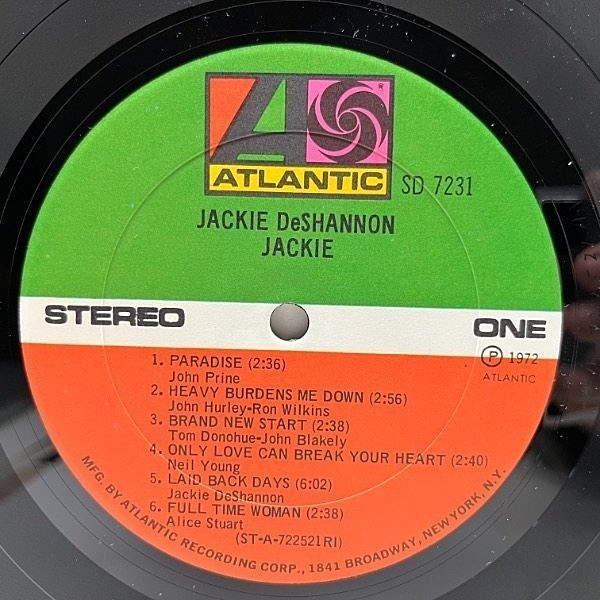 ATLANTIC
SD 7231
JACKIE DeSHANNON
JACKIE
STEREO
ONE
Ⓟ 1972
ATLANTIC
1. PARADISE (2:36)
John Prine
2. HEAVY BURDENS ME DOWN (2:56)
John Hurley-Ron Wilkins
3. BRAND NEW START (2:38)
Tom Donohue-John Blakely
4. ONLY LOVE CAN BREAK YOUR HEART (2:40)
Neil Young
5. LAID BACK DAYS (6:02)
Jackie DeShannon
6. FULL TIME WOMAN (2:38)
Alice Stuart
(ST-A-722521RI)
MFG. BY ATLANTIC RECORDING CORP., 1841 BROADWAY, NEW YORK, N.Y.